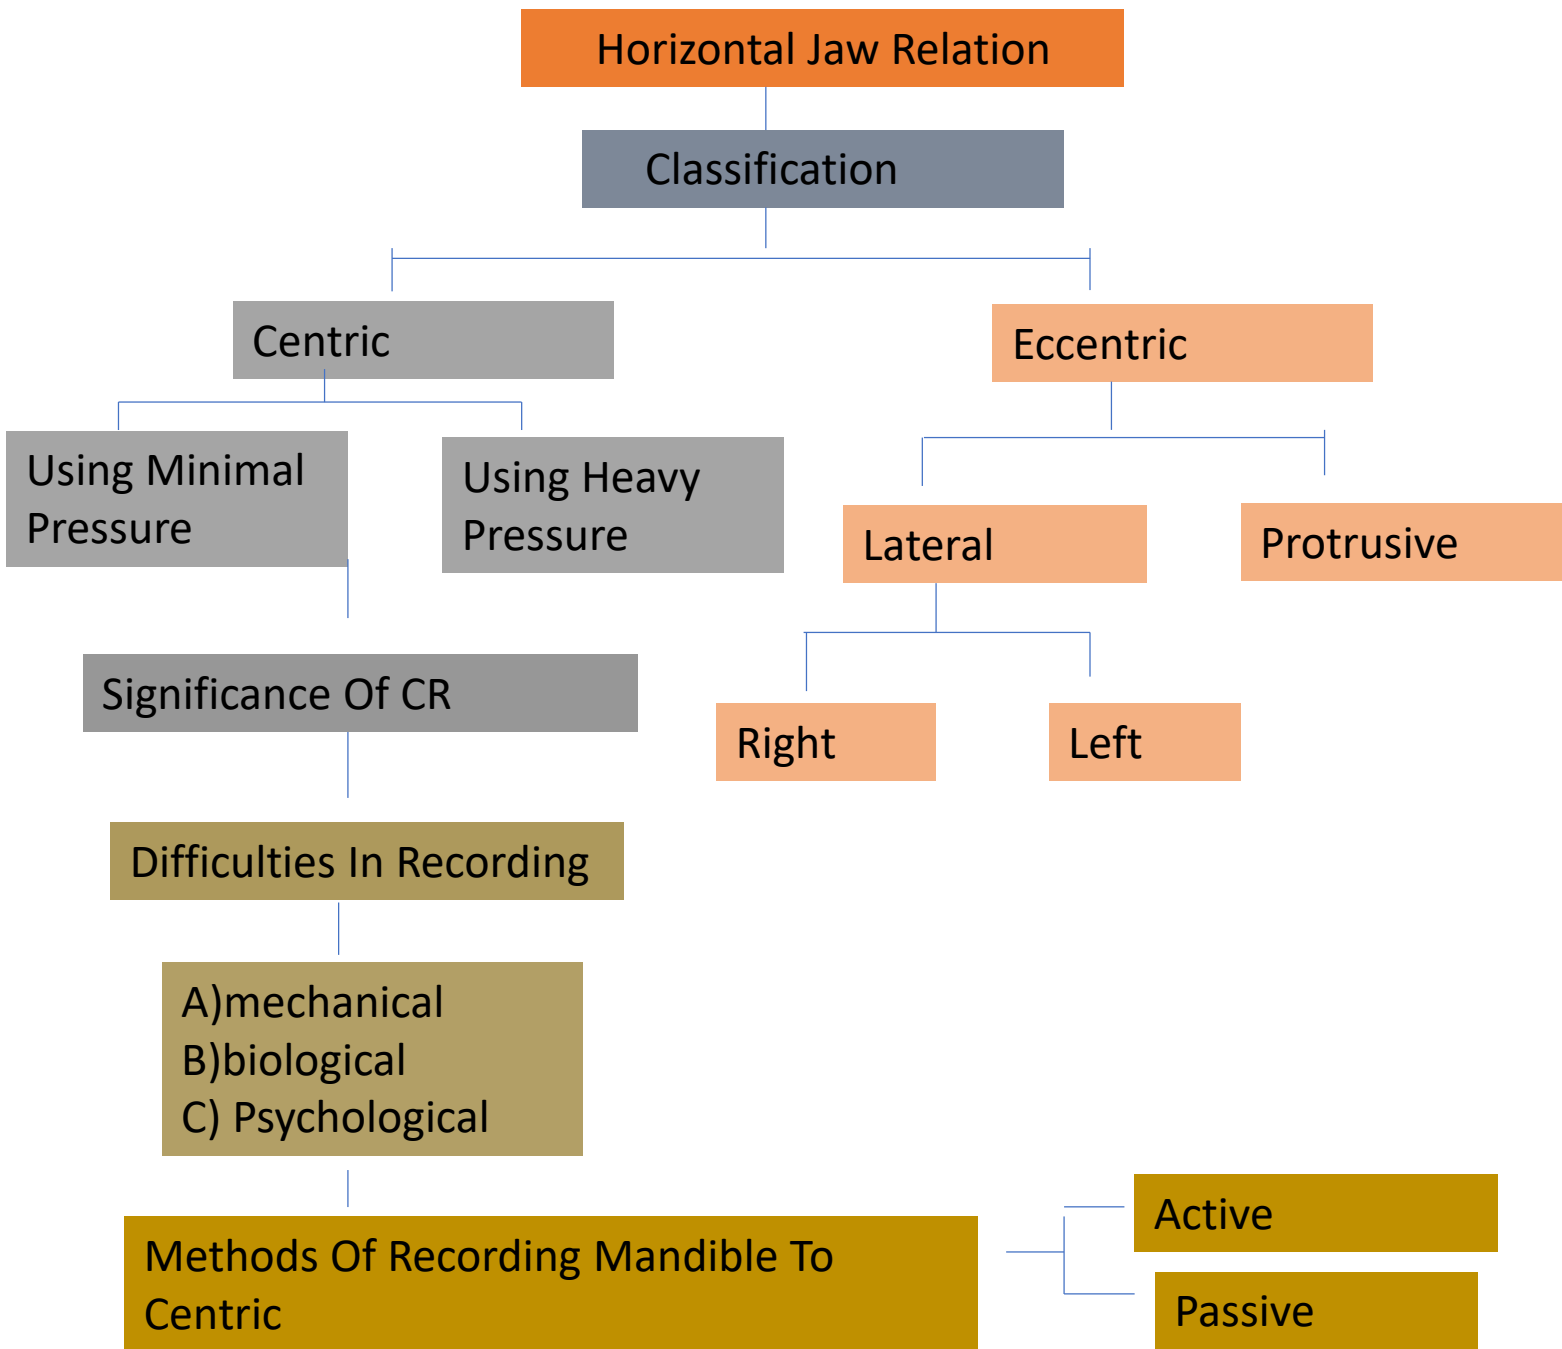 Horizontal Jaw Relation
Classification
Centric
Eccentric
Using Minimal
Pressure
Using Heavy
Pressure
Lateral
Protrusive
Significance Of CR
Right
Left
Difficulties In Recording
A)mechanical
B)biological
C) Psychological
Methods Of Recording Mandible To
Centric
Active
Passive